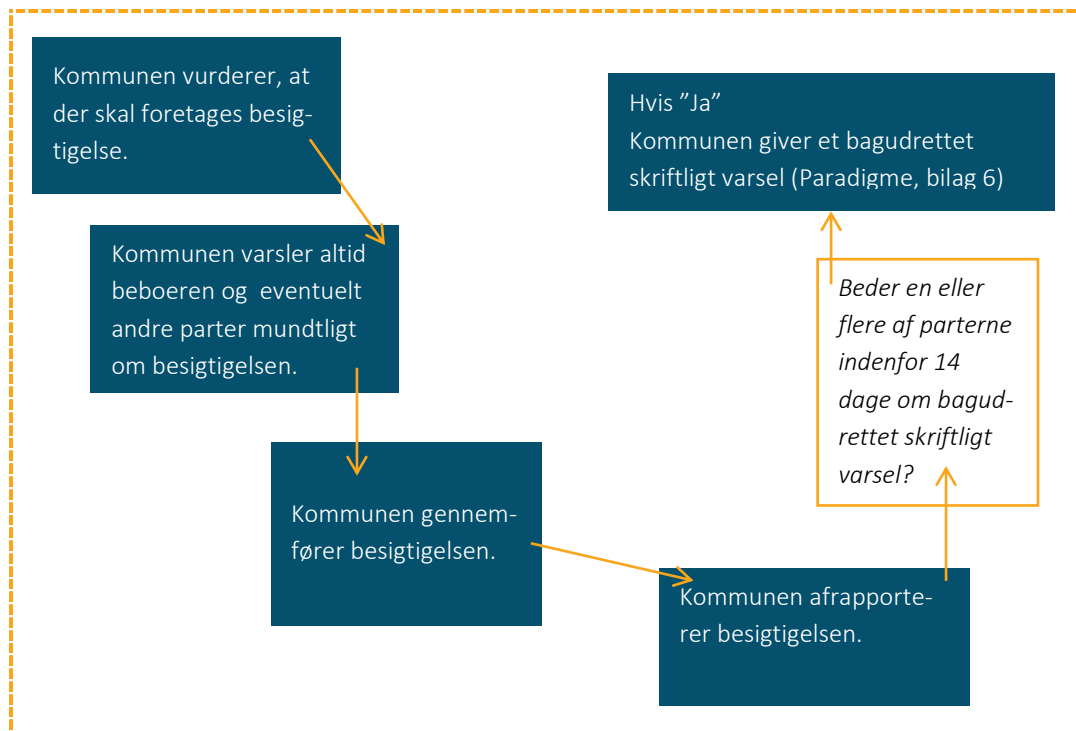 Kommunen vurderer, at
der skal foretages besig-
tigelse.
Kommunen varsler altid
beboeren og eventuelt
andre parter mundtligt
om besigtigelsen.
Kommunen gennem-
fører besigtigelsen.
Kommunen afrapporte-
rer besigtigelsen.
Beder en eller
flere af parterne
indenfor 14
dage om bagud-
rettet skriftligt
varsel?
Hvis ”Ja”
Kommunen giver et bagudrettet
skriftligt varsel (Paradigme, bilag 6)